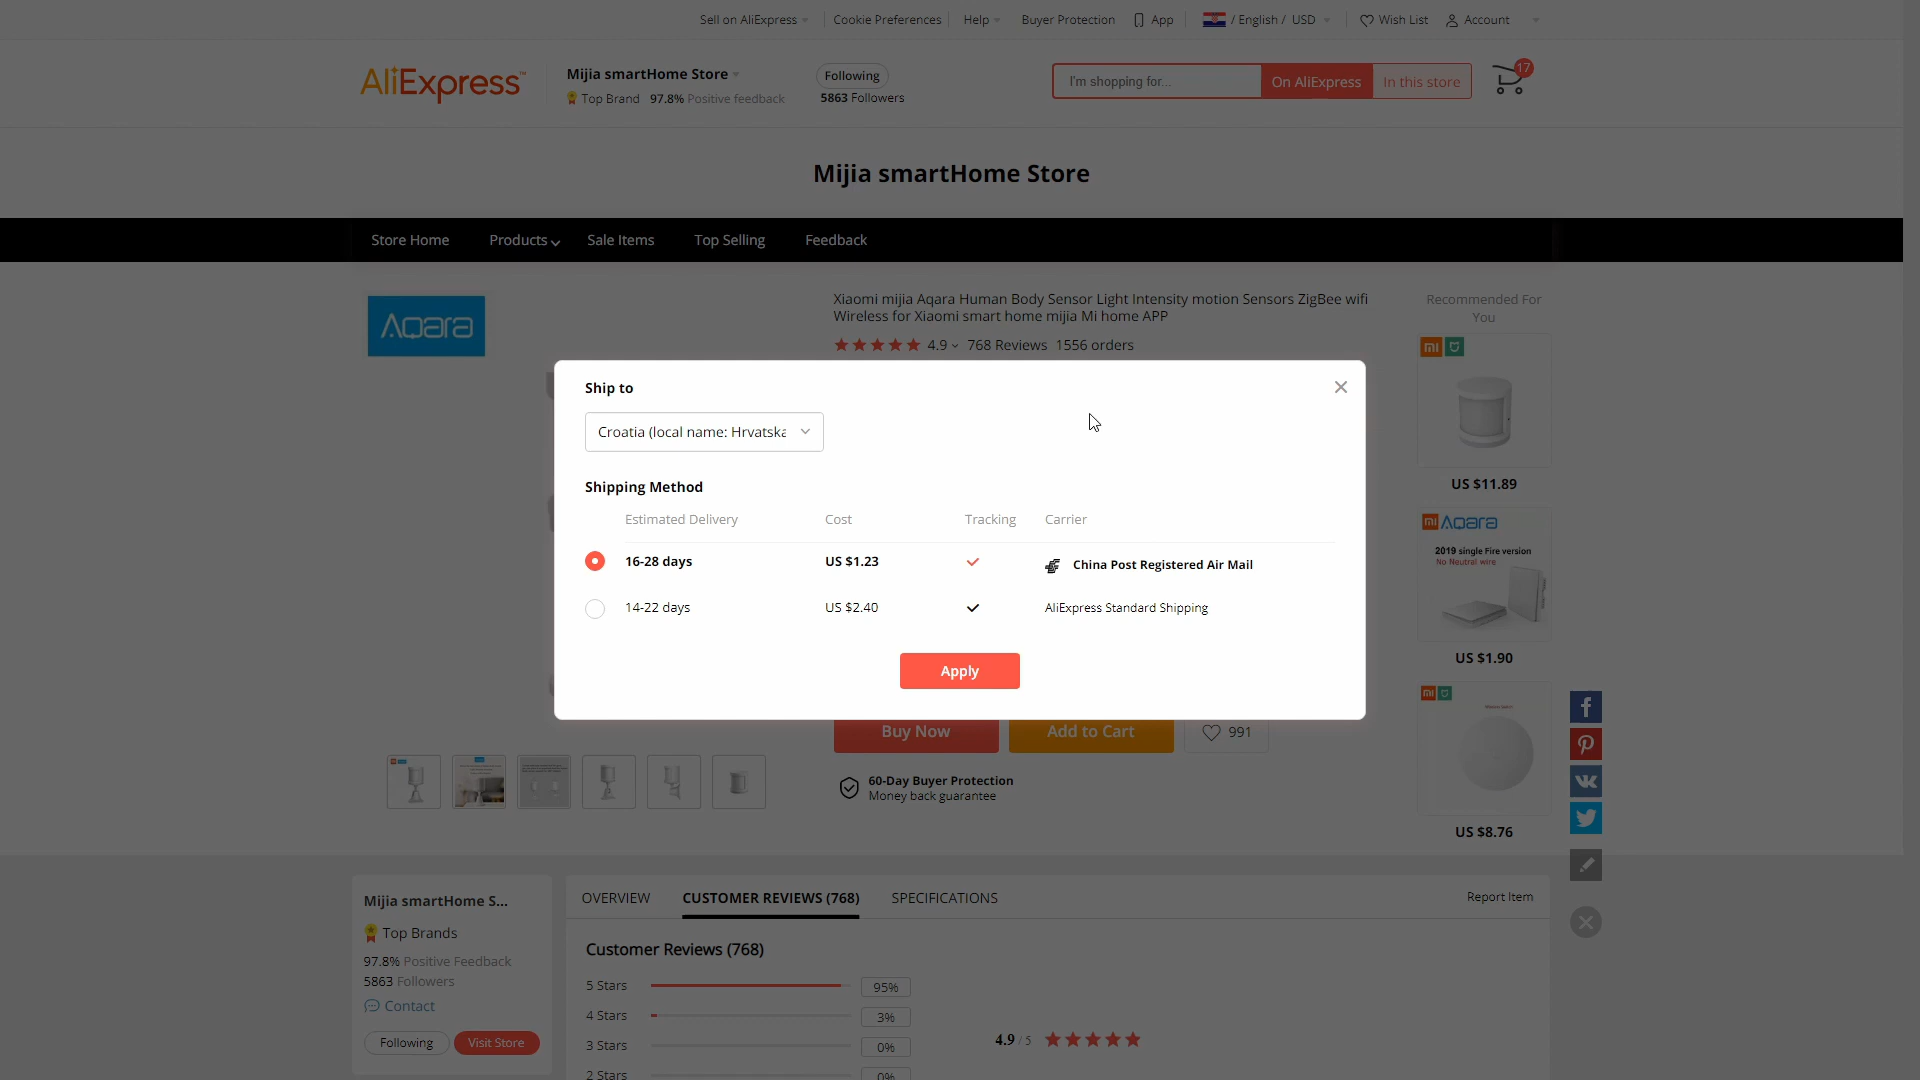 Sell on AliExpress
Cookie Preferences
Help
Buyer Protection
App
/ English / USD
Wish List
Account
AliExpress™
Mijia smartHome Store
Top Brand 97.8% Positive feedback
Following
5863 Followers
I'm shopping for...
On AliExpress
In this store
17
Mijia smartHome Store
Store Home
Products
Sale Items
Top Selling
Feedback
Aqara
Xiaomi mijia Aqara Human Body Sensor Light Intensity motion Sensors ZigBee wifi
Wireless for Xiaomi smart home mijia Mi home APP
4.9 768 Reviews 1556 orders
Recommended For
You
Ship to
Croatia (local name: Hrvatska
Shipping Method
Estimated Delivery Cost Tracking Carrier
16-28 days US $1.23 China Post Registered Air Mail
14-22 days US $2.40 AliExpress Standard Shipping
Apply
mi
US $11.89
mi Aqara
2019 single Fire version
No Neutral wire
US $1.90
mi
US $8.76
Buy Now
Add to Cart
991
60-Day Buyer Protection
Money back guarantee
Mijia smartHome S...
Top Brands
97.8% Positive Feedback
5863 Followers
Contact
Following
Visit Store
OVERVIEW
CUSTOMER REVIEWS (768)
SPECIFICATIONS
Report Item
Customer Reviews (768)
5 Stars 95%
4 Stars 3%
3 Stars 0%
2 Stars 0%
4.9 / 5